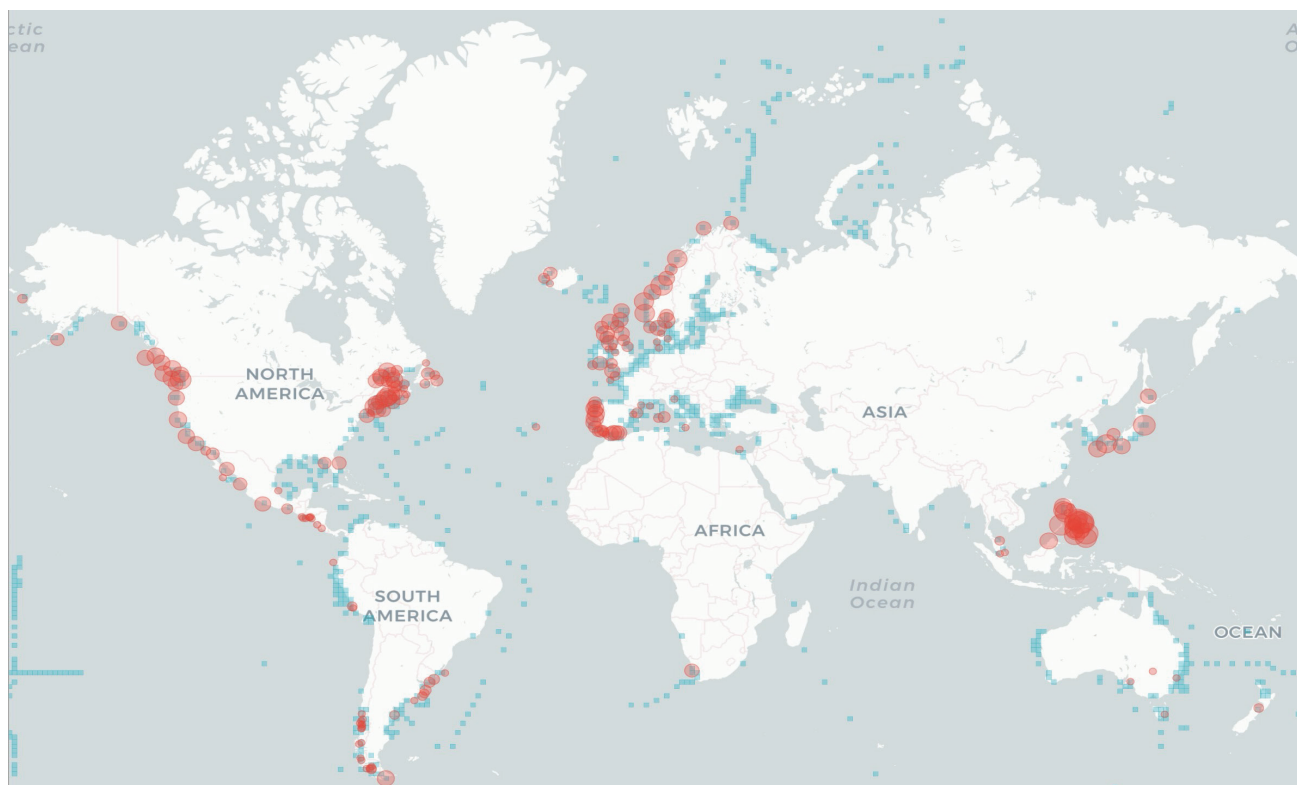 ctic
ean
A
O
NORTH
AMERICA
ASIA
AFRICA
Indian
Ocean
SOUTH
AMERICA
OCEAN